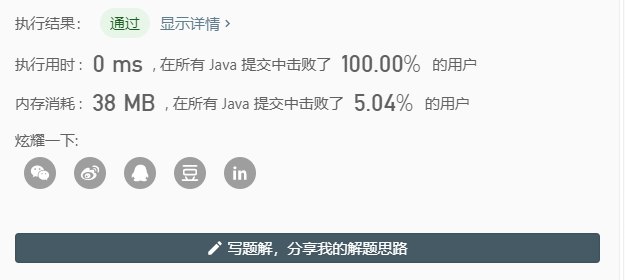 执行结果： 通过 显示详情 >
执行用时： 0 ms , 在所有 Java 提交中击败了 100.00% 的用户
内存消耗： 38 MB , 在所有 Java 提交中击败了 5.04% 的用户
炫耀一下:
豆 in
写题解，分享我的解题思路